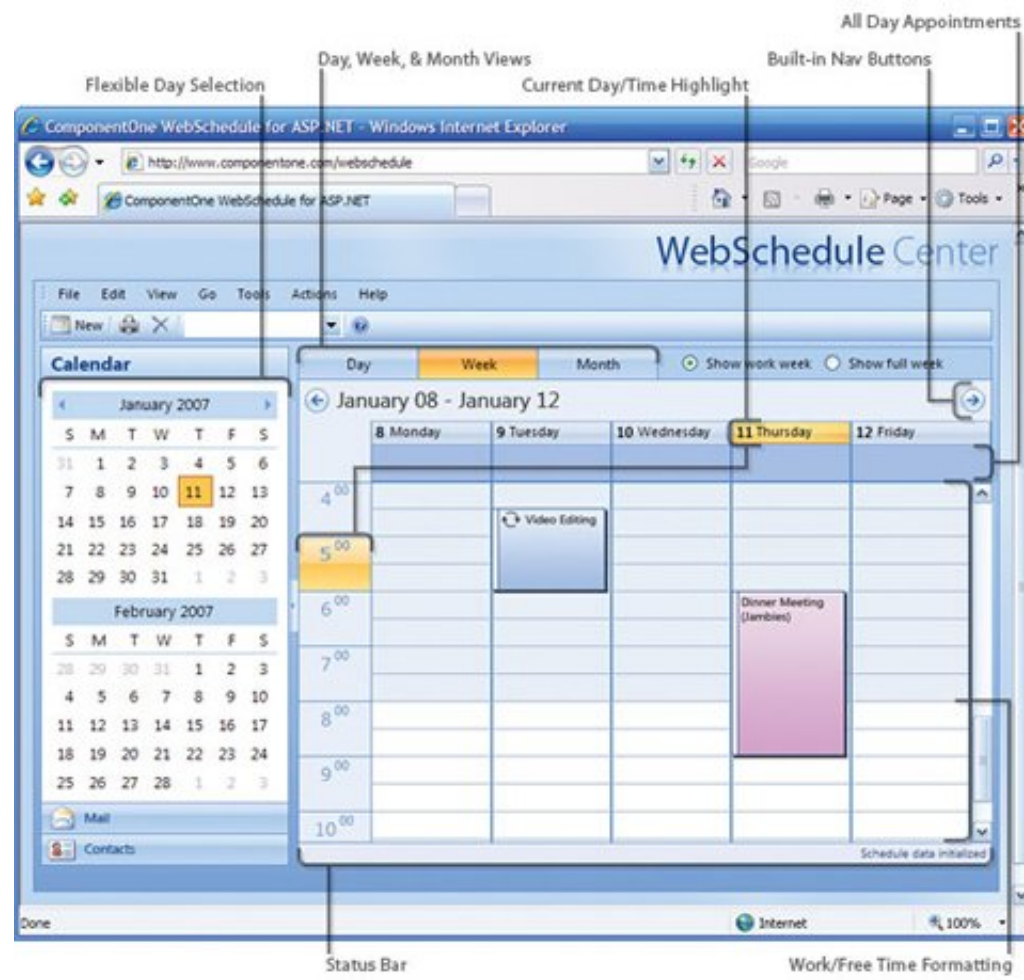 All Day Appointments
Day, Week, & Month Views
Built-in Nav Buttons
Flexible Day Selection
Current Day/Time Highlight
ComponentOne WebSchedule for ASP.NET - Windows Internet Explorer
http://www.componentone.com/webschedule
Google
ComponentOne WebSchedule for ASP.NET
Page
Tools
WebSchedule Center
File Edit View Go Tools Actions Help
New
Calendar
Day Week Month
Show work week
Show full week
January 08 - January 12
8 Monday
9 Tuesday
10 Wednesday
11 Thursday
12 Friday
January 2007
S M T W T F S
31 1 2 3 4 5 6
7 8 9 10 11 12 13
14 15 16 17 18 19 20
21 22 23 24 25 26 27
28 29 30 31 1 2 3
February 2007
S M T W T F S
28 29 30 31 1 2 3
4 5 6 7 8 9 10
11 12 13 14 15 16 17
18 19 20 21 22 23 24
25 26 27 28 1 2 3
Mail
Contacts
4 00
5 00
6 00
7 00
8 00
9 00
10 00
Video Editing
Dinner Meeting
(Jambies)
Schedule data initialized
Done
Internet
100%
Status Bar
Work/Free Time Formatting